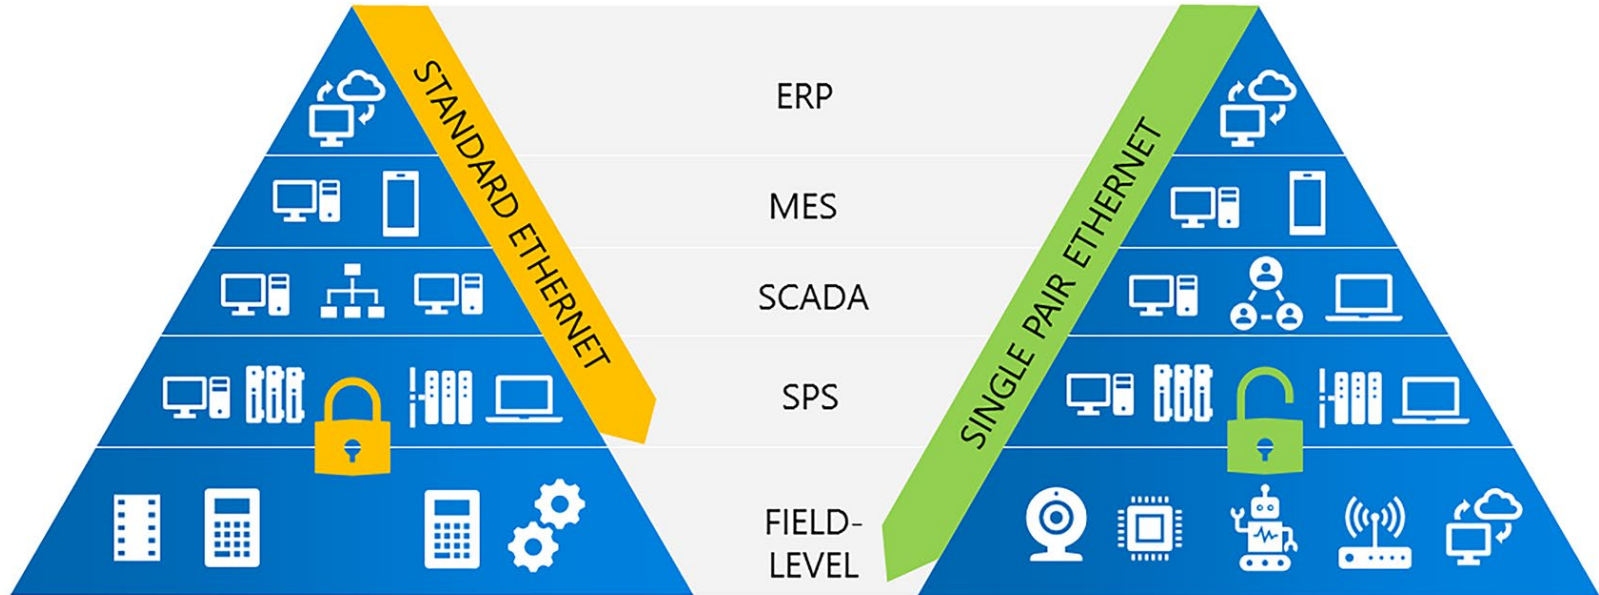 STANDARD ETHERNET
ERP
MES
SCADA
SPS
FIELD-
LEVEL
SINGLE PAIR ETHERNET